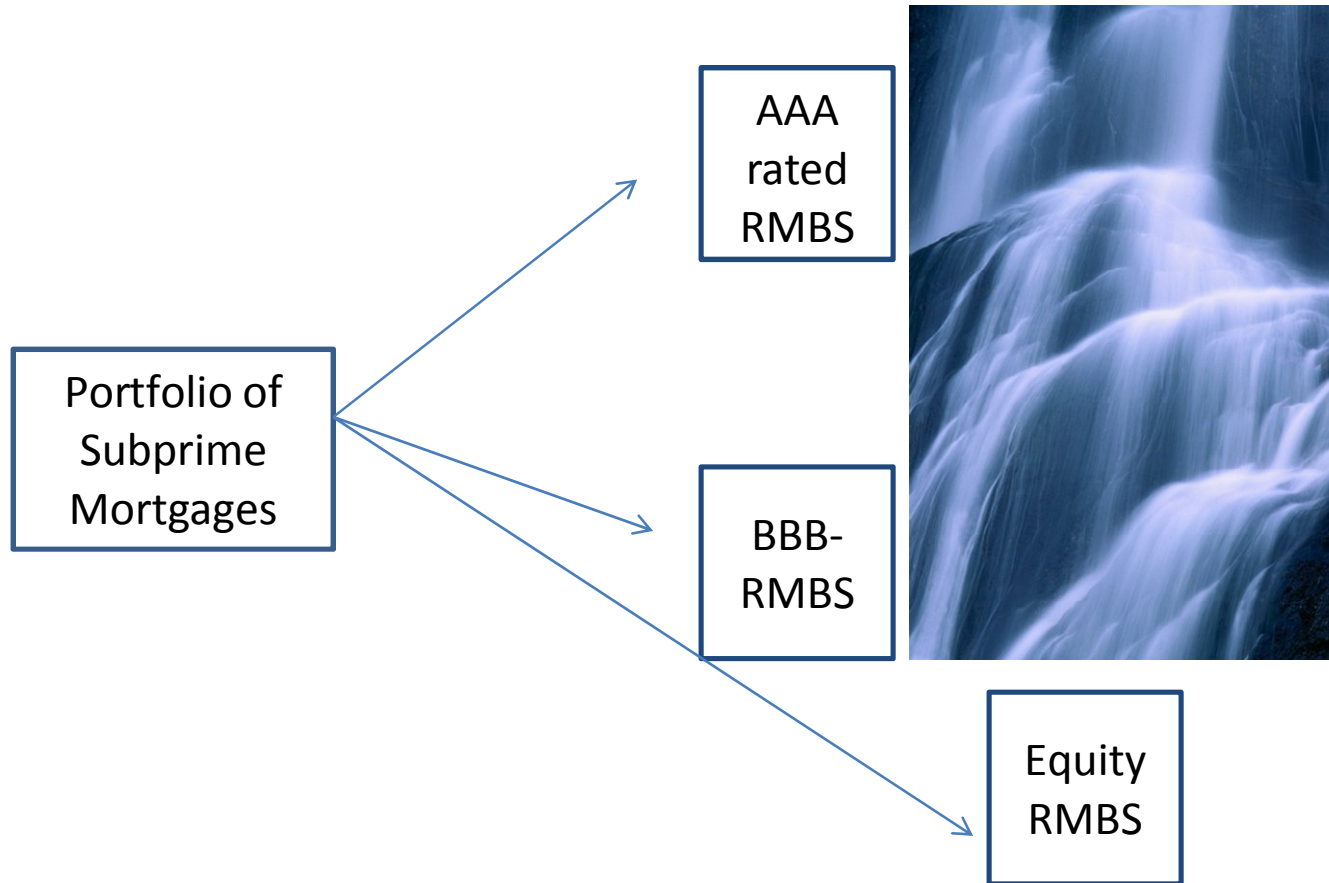 AAA
rated
RMBS
Portfolio of
Subprime
Mortgages
BBB-
RMBS
Equity
RMBS